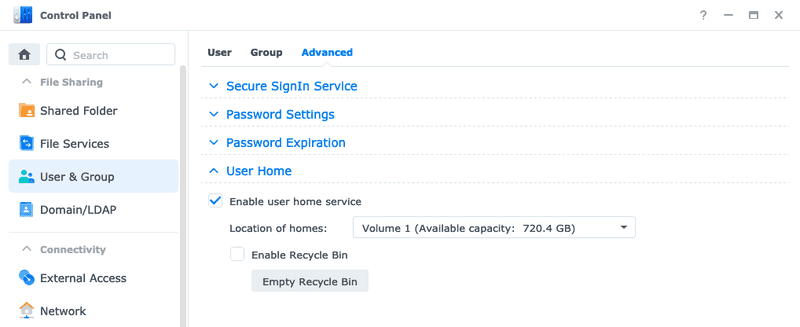 Control Panel
?
Search
File Sharing
Shared Folder
File Services
User & Group
Domain/LDAP
Connectivity
External Access
Network
User Group Advanced
Secure SignIn Service
Password Settings
Password Expiration
User Home
Enable user home service
Location of homes: Volume 1 (Available capacity: 720.4 GB)
Enable Recycle Bin
Empty Recycle Bin